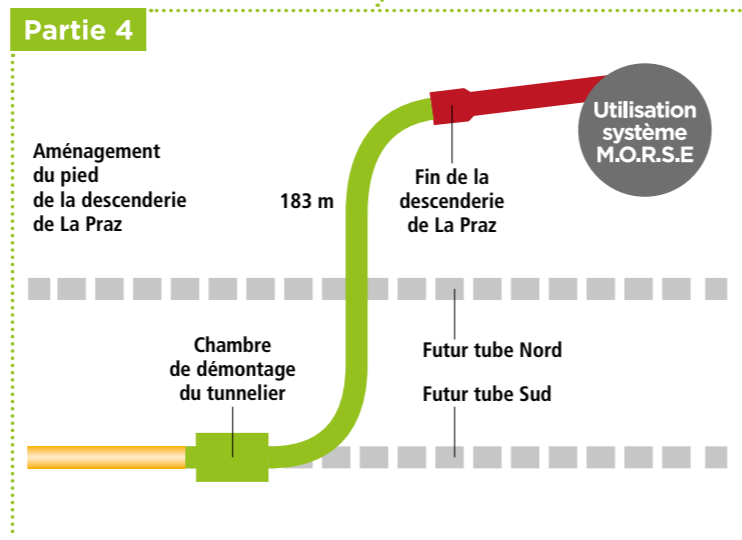 Partie 4
Utilisation
système
M.O.R.S.E
Aménagement
du pied
de la descenderie
de La Praz
183 m
Fin de la
descenderie
de La Praz
Chambre
de démontage
du tunnelier
Futur tube Nord
Futur tube Sud